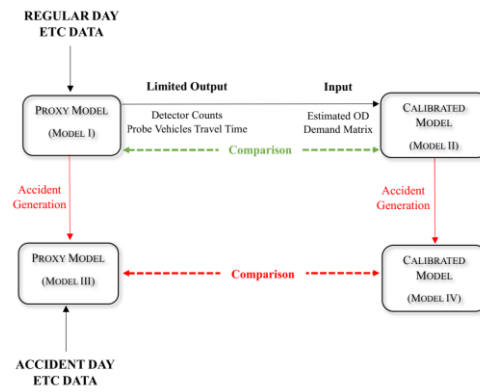 REGULAR DAY
ETC DATA
Limited Output
Input
PROXY MODEL
(MODEL I)
Detector Counts
Probe Vehicles Travel Time
Estimated OD
Demand Matrix
CALIBRATED
MODEL
(MODEL II)
Comparison
Accident
Generation
Accident
Generation
PROXY MODEL
(MODEL III)
Comparison
CALIBRATED
MODEL
(MODEL IV)
ACCIDENT DAY
ETC DATA